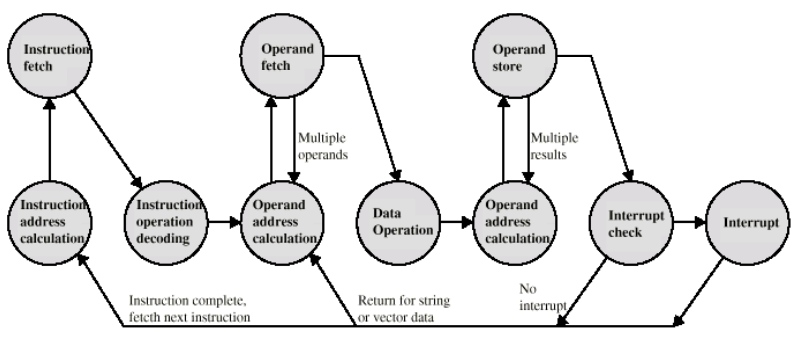 Instruction
fetch
Operand
fetch
Operand
store
Multiple
operands
Multiple
results
Instruction
address
calculation
Instruction
operation
decoding
Operand
address
calculation
Data
Operation
Operand
address
calculation
Interrupt
check
Interrupt
Instruction complete,
fetcth next instruction
Return for string
or vector data
No
interrupt